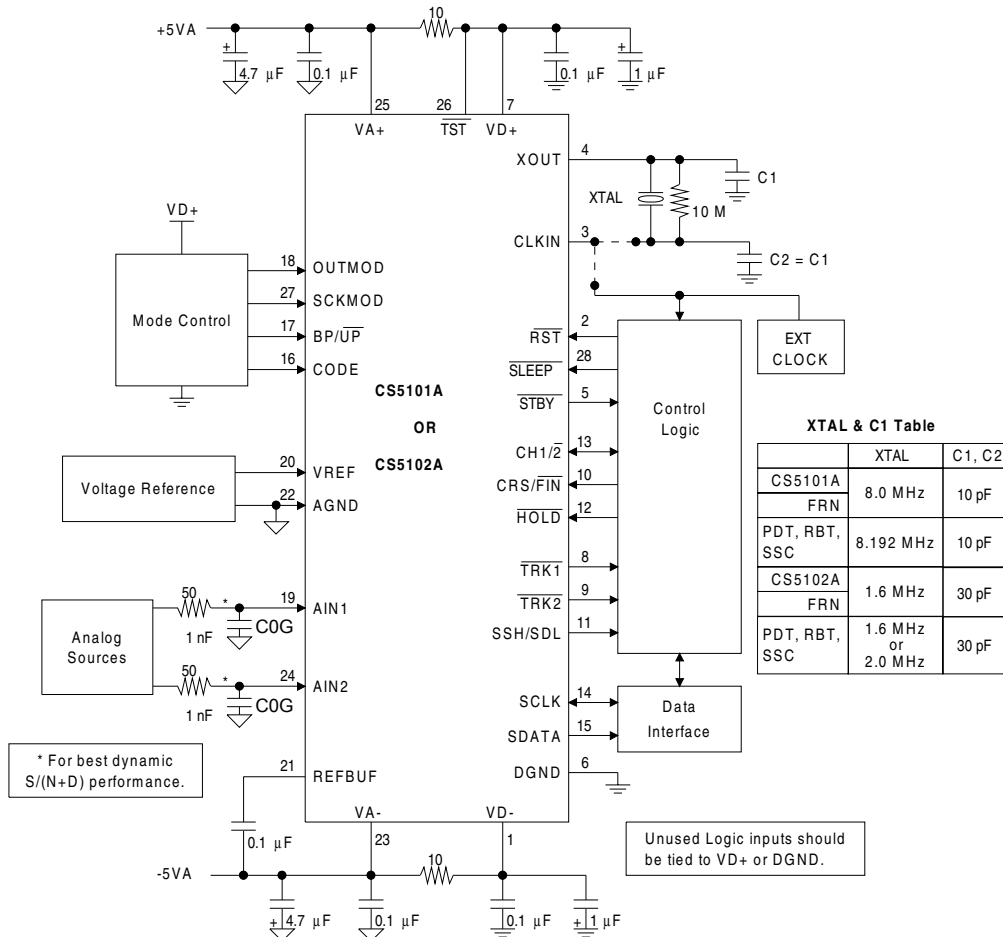 +5VA
10
+
4.7 µF
0.1 µF
0.1 µF
+
1 µF
25
26
7
VA+
TST
VD+
XOUT
4
C1
XTAL
10 M
CLKIN
3
C2 = C1
VD+
Mode Control
18
OUTMOD
27
SCKMOD
17
BP/UP
16
CODE
CS5101A
OR
CS5102A
EXT
CLOCK
RST
2
SLEEP
28
STBY
5
CH1/2
13
CRS/FIN
10
HOLD
12
TRK1
8
TRK2
9
SSH/SDL
11
Control
Logic
Voltage Reference
20
VREF
22
AGND
XTAL & C1 Table
XTAL C1, C2
CS5101A
FRN
8.0 MHz 10 pF
PDT, RBT,
SSC
8.192 MHz 10 pF
CS5102A
FRN
1.6 MHz 30 pF
PDT, RBT,
SSC
1.6 MHz
or
2.0 MHz
30 pF
Analog
Sources
50
*
19
AIN1
1 nF
C0G
50
*
24
AIN2
1 nF
C0G
SCLK
14
SDATA
15
Data
Interface
DGND
6
* For best dynamic
S/(N+D) performance.
21
REFBUF
0.1 µF
VA-
VD-
23
1
Unused Logic inputs should
be tied to VD+ or DGND.
-5VA
10
+
4.7 µF
0.1 µF
0.1 µF
+
1 µF